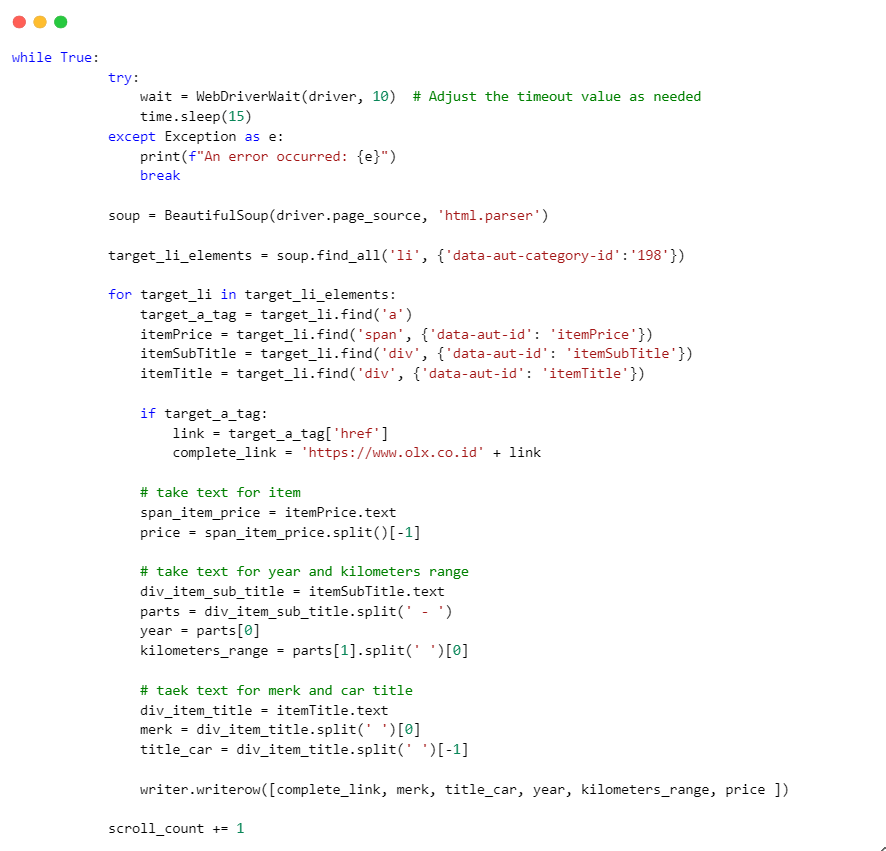 while True:
            try:
                wait = WebDriverWait(driver, 10)  # Adjust the timeout value as needed
                time.sleep(15)
            except Exception as e:
                print(f"An error occurred: {e}")
                break

            soup = BeautifulSoup(driver.page_source, 'html.parser')

            target_li_elements = soup.find_all('li', {'data-aut-category-id':'198'})

            for target_li in target_li_elements:
                target_a_tag = target_li.find('a')
                itemPrice = target_li.find('span', {'data-aut-id': 'itemPrice'})
                itemSubTitle = target_li.find('div', {'data-aut-id': 'itemSubTitle'})
                itemTitle = target_li.find('div', {'data-aut-id': 'itemTitle'})

                if target_a_tag:
                    link = target_a_tag['href']
                    complete_link = 'https://www.olx.co.id' + link

                # take text for item
                span_item_price = itemPrice.text
                price = span_item_price.split()[-1]

                # take text for year and kilometers range
                div_item_sub_title = itemSubTitle.text
                parts = div_item_sub_title.split(' - ')
                year = parts[0]
                kilometers_range = parts[1].split(' ')[0]

                # taek text for merk and car title
                div_item_title = itemTitle.text
                merk = div_item_title.split(' ')[0]
                title_car = div_item_title.split(' ')[-1]

                writer.writerow([complete_link, merk, title_car, year, kilometers_range, price ])

            scroll_count += 1